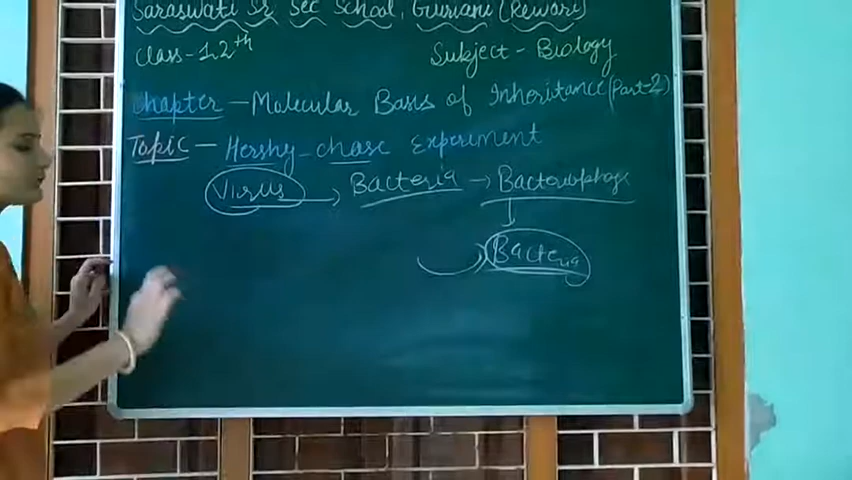 Saraswati Sr Sec School, Guriani (Rewari)
Class-12th Subject - Biology
Chapter - Molecular Basis of Inheritance (Part-2)
Topic - Hershy-chase Experiment
Virus → Bacteria → Bacteriophage
Bacteria